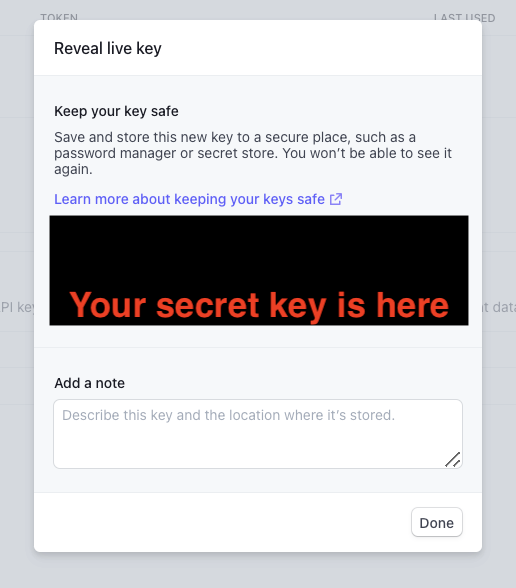 TOKEN
LAST USED
Reveal live key
Keep your key safe
Save and store this new key to a secure place, such as a
password manager or secret store. You won’t be able to see it
again.
Learn more about keeping your keys safe
Your secret key is here
PI key
t data
Add a note
Describe this key and the location where it’s stored.
Done